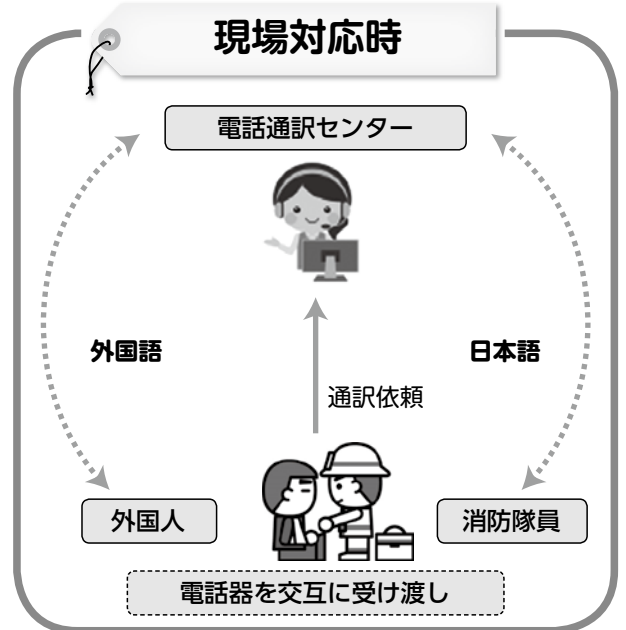 現場対応時
電話通訳センター
外国語
日本語
通訳依頼
外国人
消防隊員
電話器を交互に受け渡し